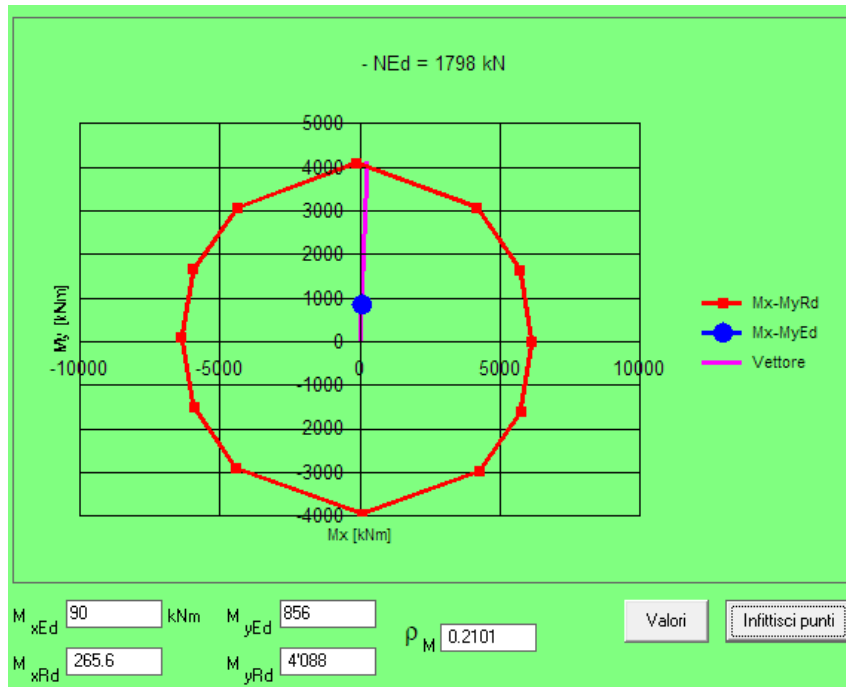 - NEd = 1798 kN
5000
4000
3000
2000
1000
0
-1000
-2000
-3000
-4000
-10000 -5000 0 5000 10000
My [kNm]
Mx [kNm]
Mx-MyRd
Mx-MyEd
Vettore
M xEd 90 kNm M yEd 856
M xRd 265.6 M yRd 4'088
ρ M 0.2101
Valori
Infittisci punti